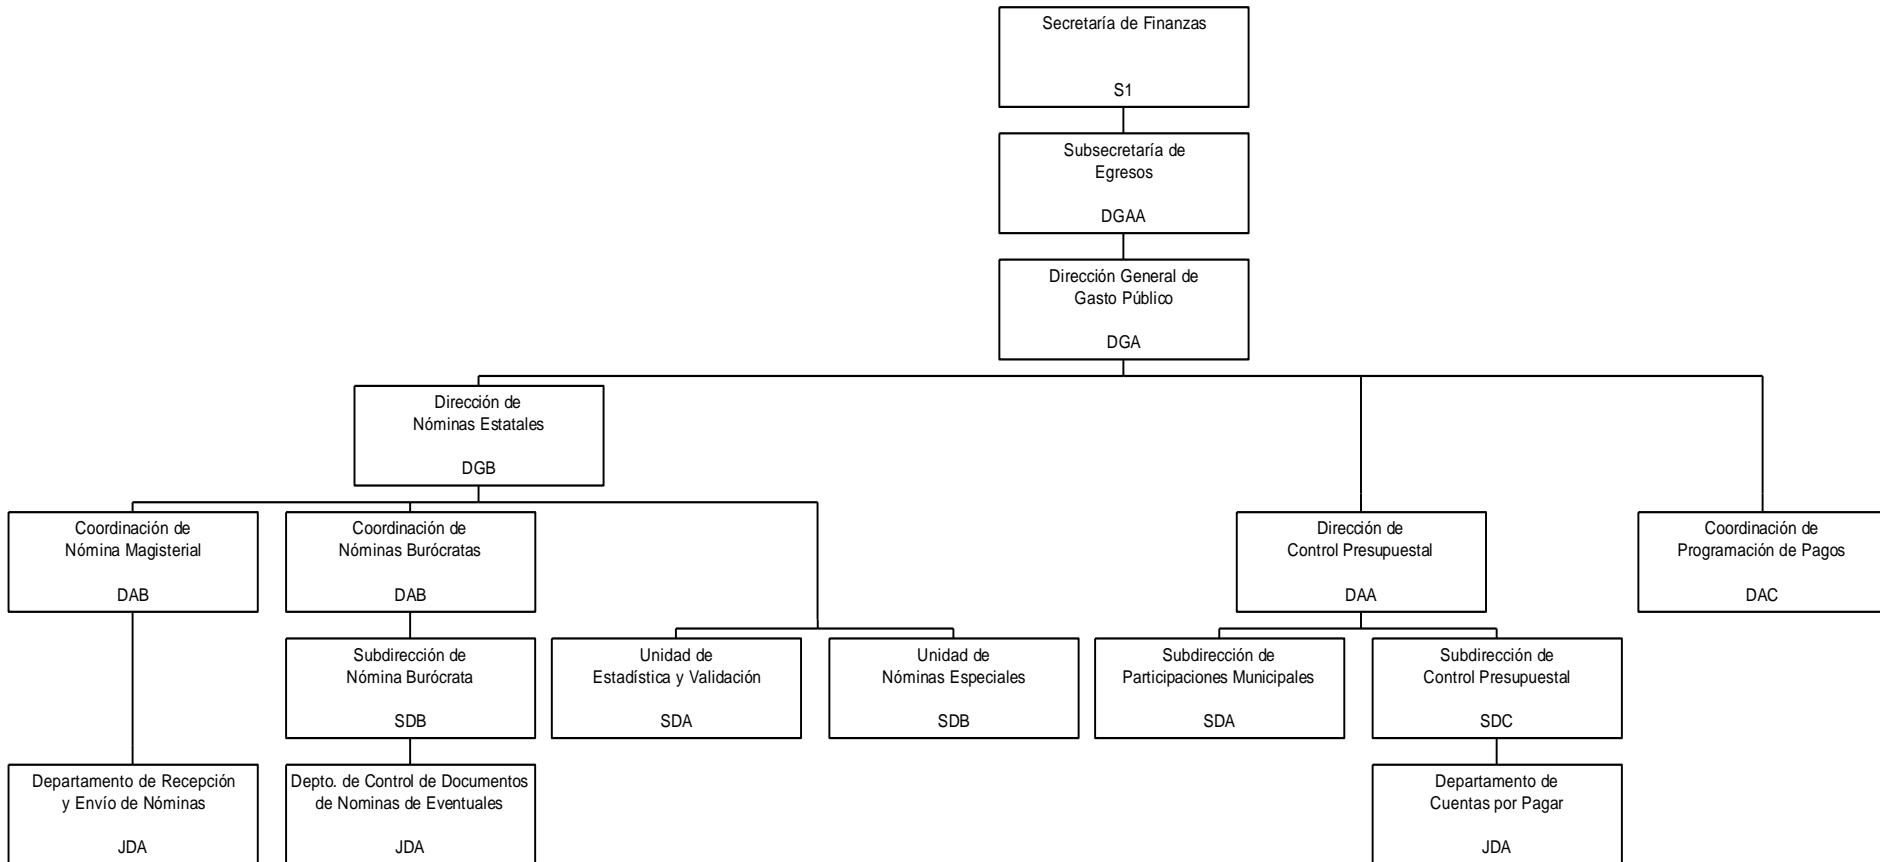 Secretaría de Finanzas
S1
Subsecretaría de
Egresos
DGAA
Dirección General de
Gasto Público
DGA
Dirección de
Nóminas Estatales
DGB
Coordinación de
Nómina Magisterial
DAB
Coordinación de
Nóminas Burócratas
DAB
Dirección de
Control Presupuestal
DAA
Coordinación de
Programación de Pagos
DAC
Subdirección de
Nómina Burócrata
SDB
Unidad de
Estadística y Validación
SDA
Unidad de
Nóminas Especiales
SDB
Subdirección de
Participaciones Municipales
SDA
Subdirección de
Control Presupuestal
SDC
Departamento de Recepción
y Envío de Nóminas
JDA
Depto. de Control de Documentos
de Nominas de Eventuales
JDA
Departamento de
Cuentas por Pagar
JDA